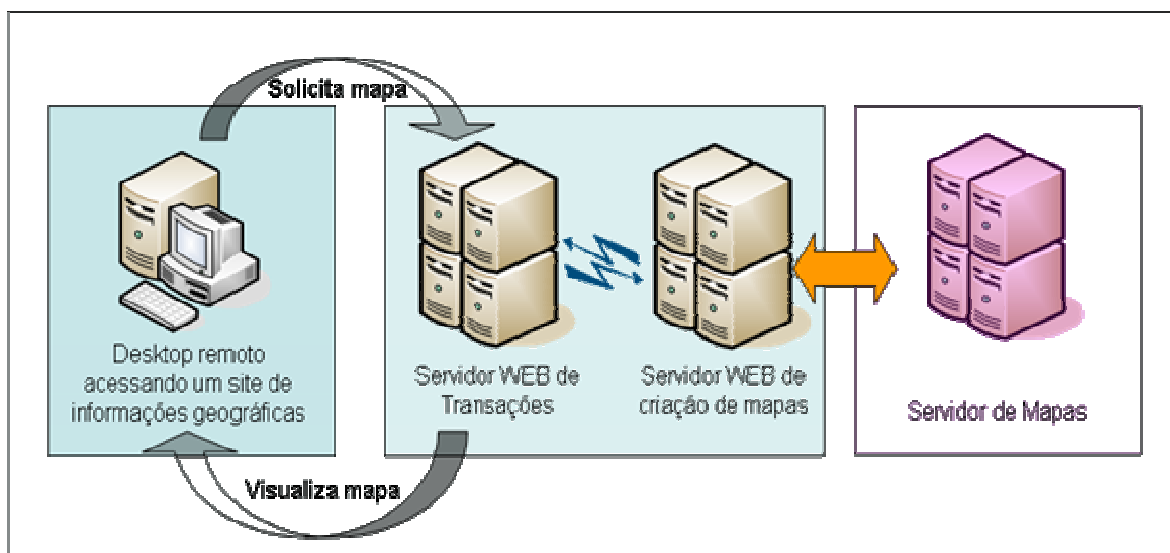 Solicita mapa
Desktop remoto
acessando um site de
informações geográficas
Servidor WEB de
Transações
Servidor WEB de
criação de mapas
Servidor de Mapas
Visualiza mapa